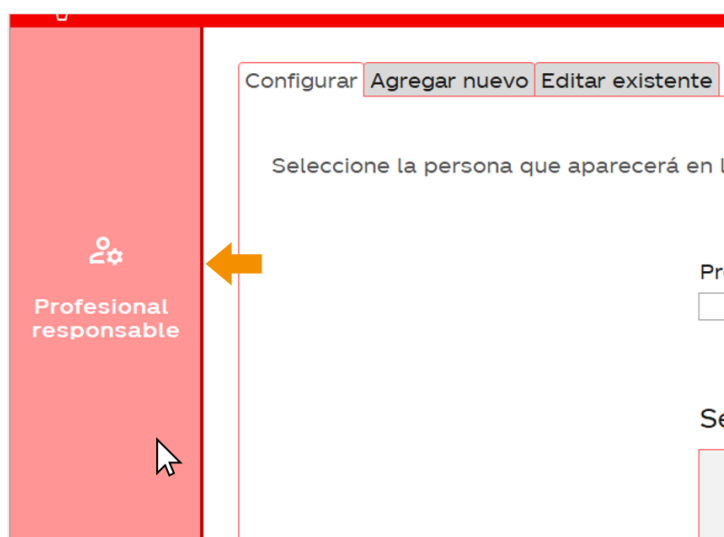 Configurar Agregar nuevo Editar existente
Seleccione la persona que aparecerá en
Profesional
responsable